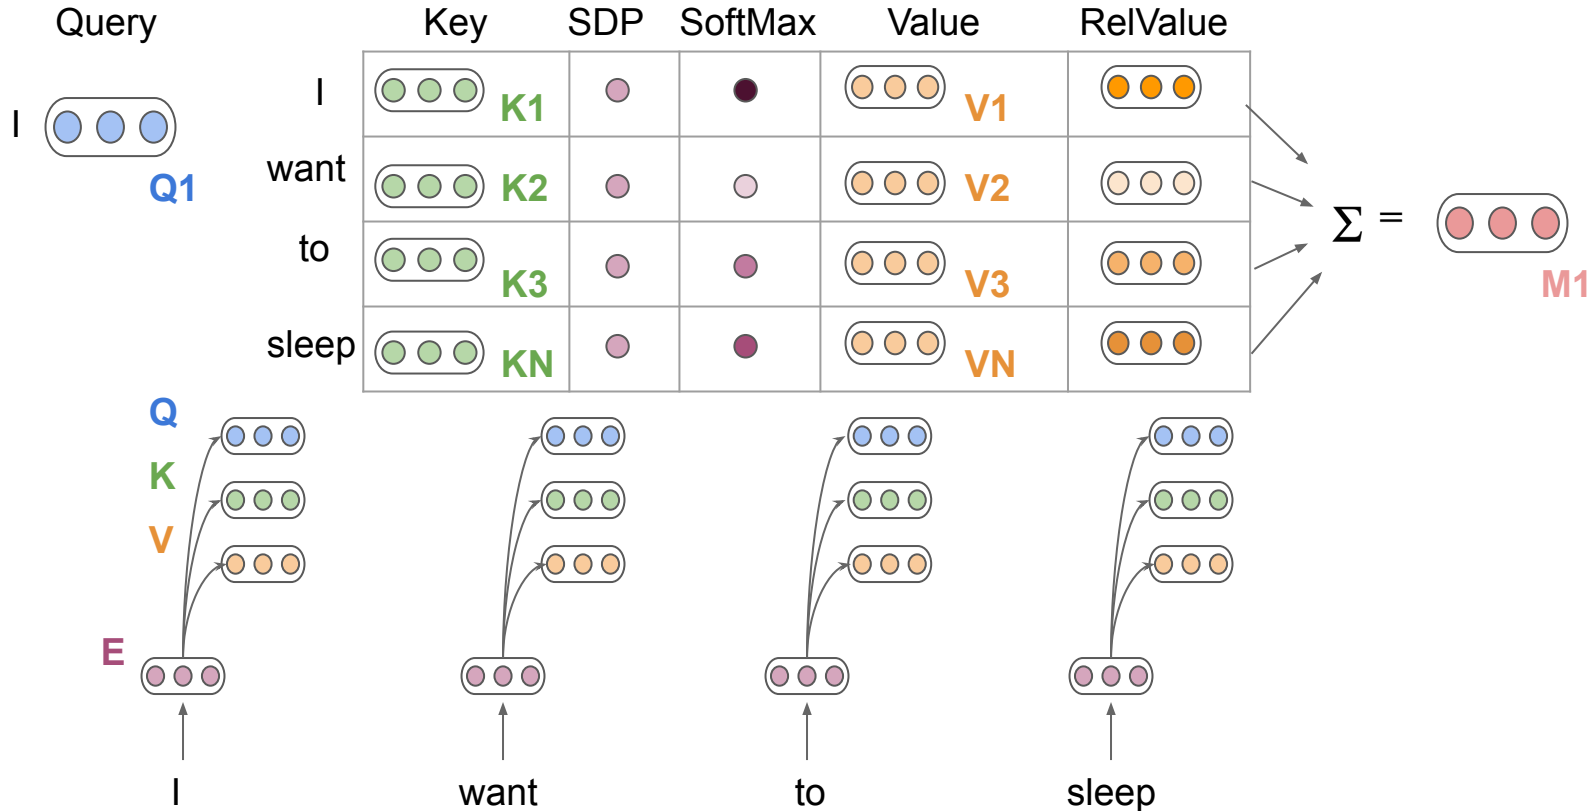 Query Key SDP SoftMax Value RelValue
I I K1 V1
Q1 want K2 V2
Σ =
to K3 V3 M1
sleep KN VN
Q
K
V
E
I want to sleep